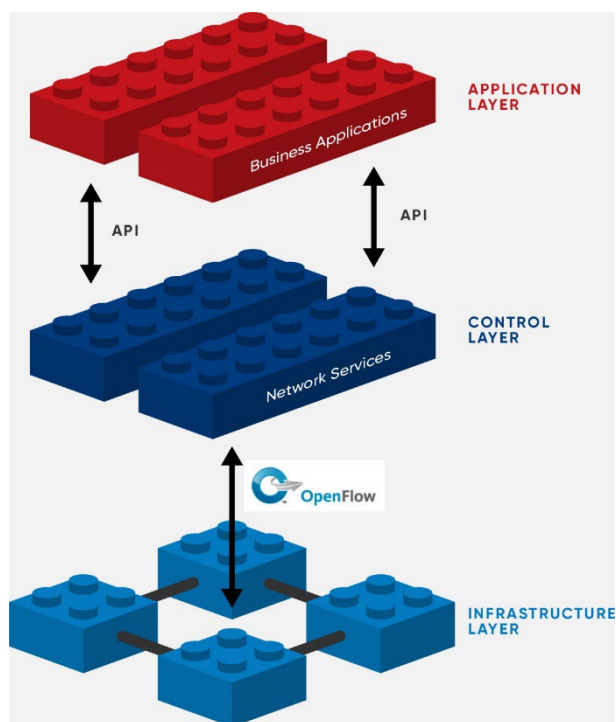 APPLICATION
LAYER
Business Applications
API
API
CONTROL
LAYER
Network Services
OpenFlow
INFRASTRUCTURE
LAYER